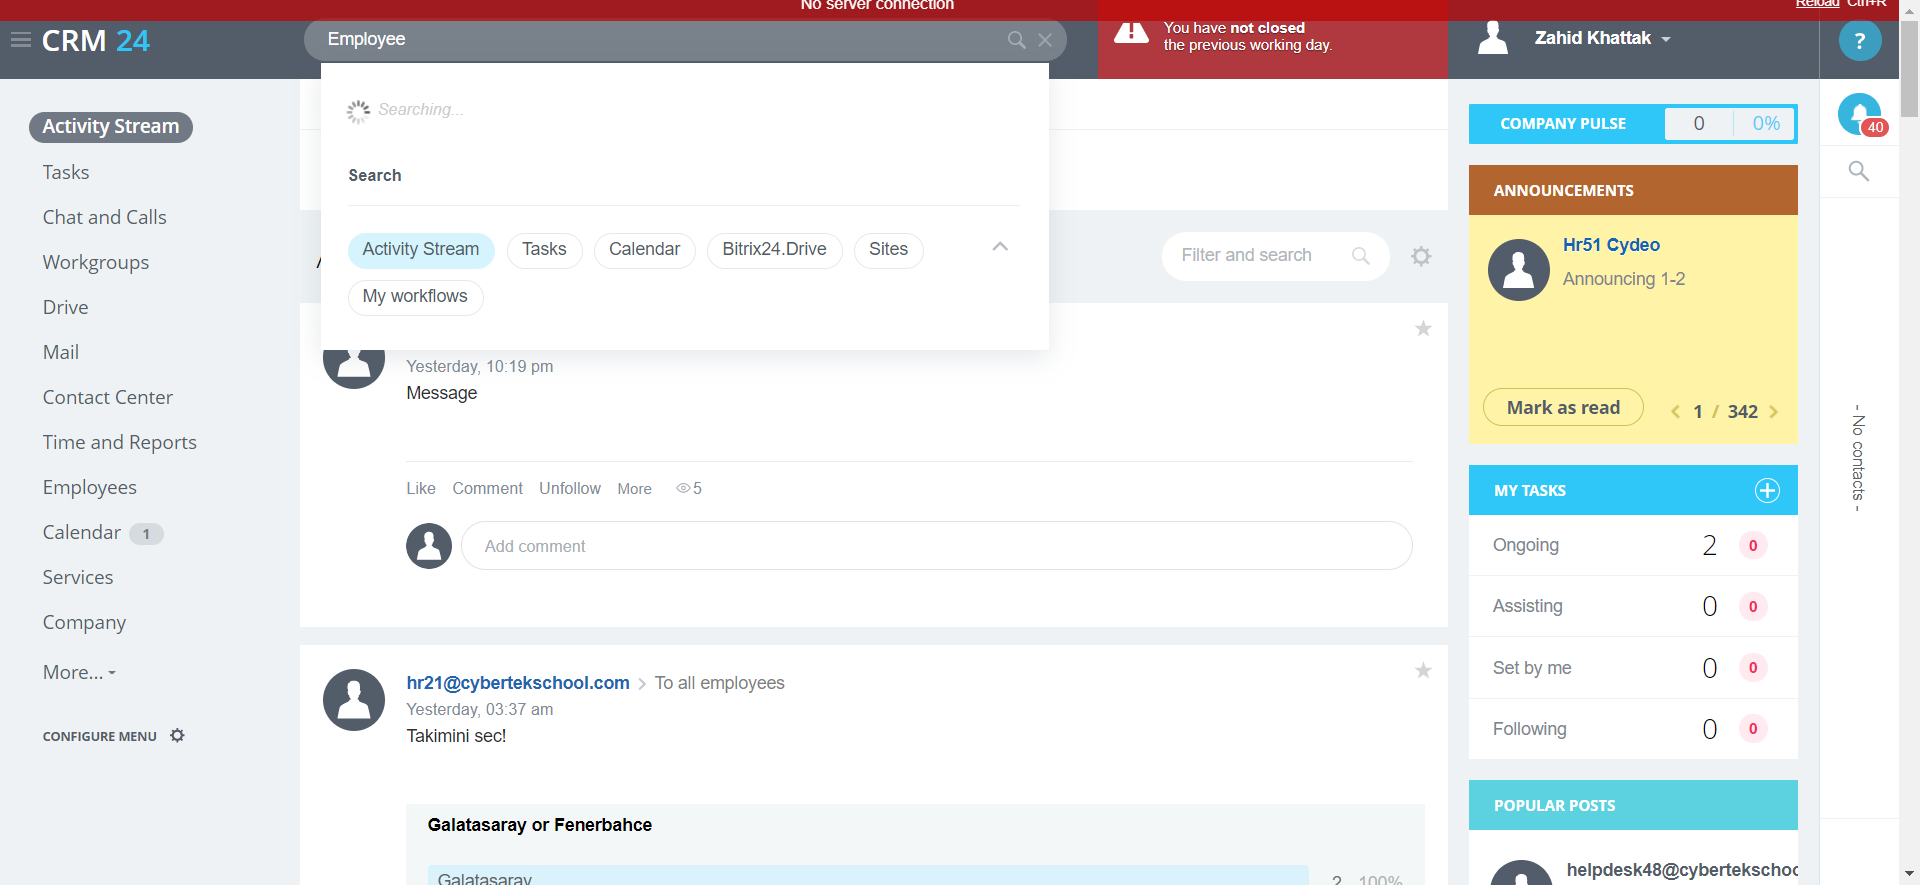 No server connection
Reload Ctrl+R
CRM 24
Employee
You have not closed
the previous working day.
Zahid Khattak
?
Activity Stream
Tasks
Chat and Calls
Workgroups
Drive
Mail
Contact Center
Time and Reports
Employees
Calendar 1
Services
Company
More...
CONFIGURE MENU
Searching...
Search
Activity Stream
Tasks
Calendar
Bitrix24.Drive
Sites
My workflows
Filter and search
Yesterday, 10:19 pm
Message
Like Comment Unfollow More 5
Add comment
hr21@cybertekschool.com To all employees
Yesterday, 03:37 am
Takimini sec!
Galatasaray or Fenerbahce
Galatasaray 2 100%
COMPANY PULSE 0 0%
ANNOUNCEMENTS
Hr51 Cydeo
Announcing 1-2
Mark as read 1 / 342
MY TASKS
Ongoing 2 0
Assisting 0 0
Set by me 0 0
Following 0 0
POPULAR POSTS
helpdesk48@cybertekschoo
40
- No contacts -